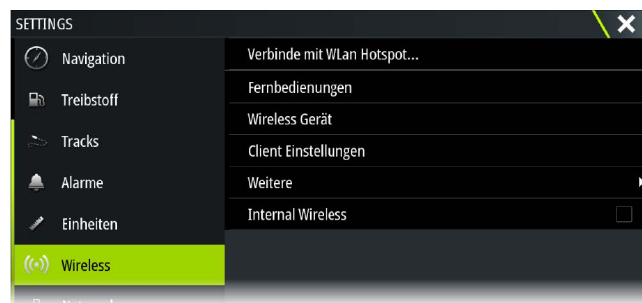 SETTINGS
Navigation
Treibstoff
Tracks
Alarme
Einheiten
Wireless
Verbinde mit WLan Hotspot...
Fernbedienungen
Wireless Gerät
Client Einstellungen
Weitere
Internal Wireless